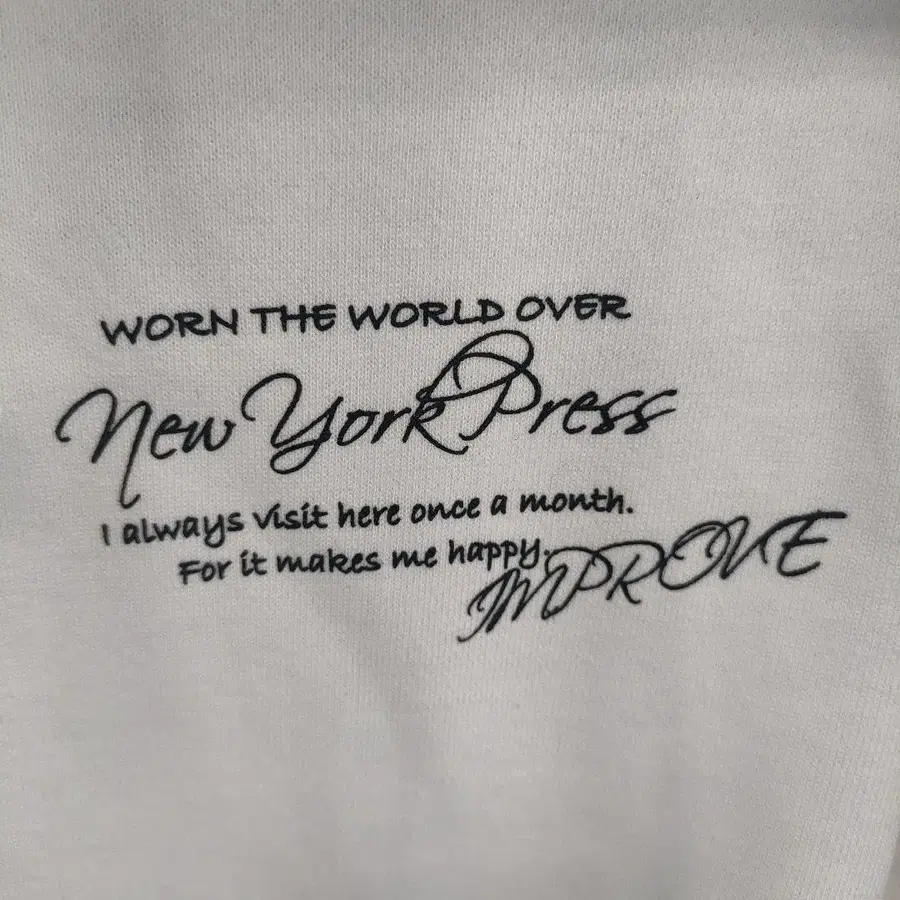 WORN THE WORLD OVER
New York Press
I always visit here once a month.
For it makes me happy.
IMPROVE